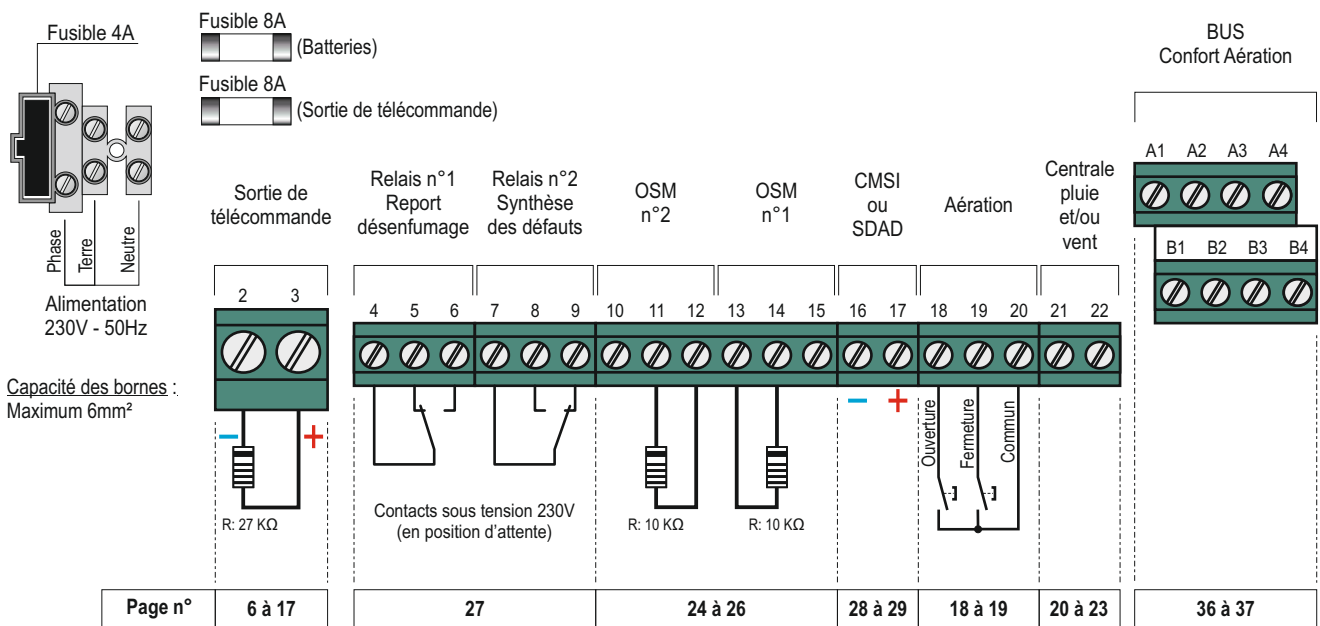 Fusible 4A
Fusible 8A
(Batteries)
Fusible 8A
(Sortie de télécommande)
BUS
Confort Aération
Phase
Terre
Neutre
Alimentation
230V - 50Hz
Capacité des bornes :
Maximum 6mm²
Sortie de
télécommande
Relais n°1
Report
désenfumage
Relais n°2
Synthèse
des défauts
OSM
n°2
OSM
n°1
CMSI
ou
SDAD
Aération
Centrale
pluie
et/ou
vent
A1 A2 A3 A4
B1 B2 B3 B4
2 3
4 5 6 7 8 9 10 11 12 13 14 15 16 17 18 19 20 21 22
− +
− +
Ouverture
Fermeture
Commun
R: 27 KΩ
Contacts sous tension 230V
(en position d'attente)
R: 10 KΩ
R: 10 KΩ
Page n° 6 à 17 27 24 à 26 28 à 29 18 à 19 20 à 23 36 à 37